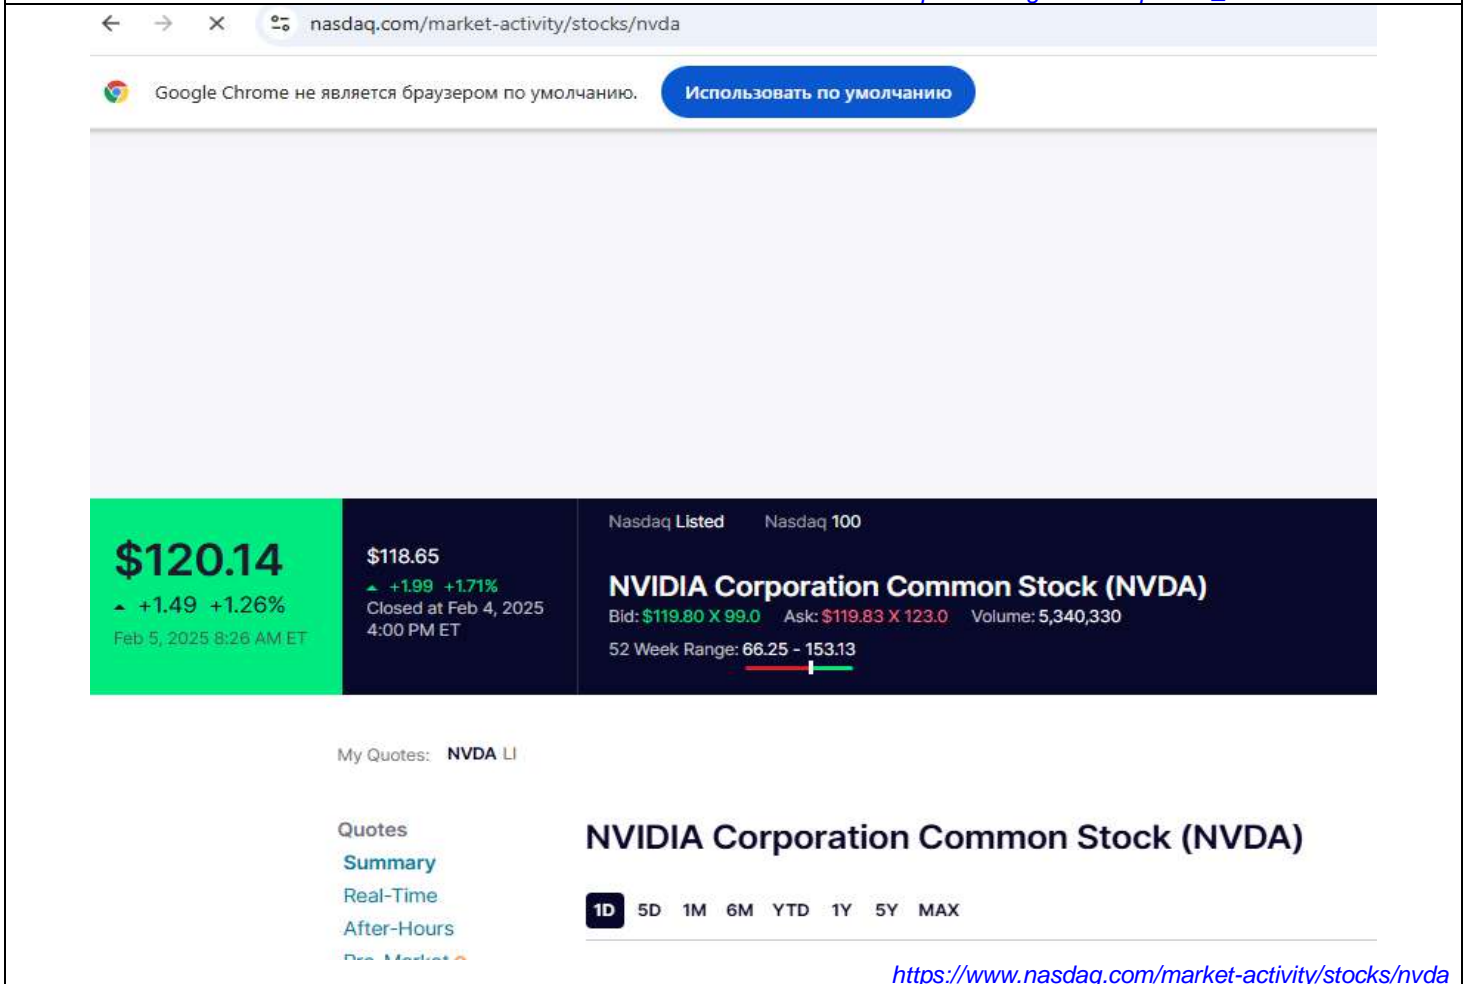 nasdaq.com/market-activity/stocks/nvda
Google Chrome не является браузером по умолчанию. Использовать по умолчанию
Nasdaq Listed Nasdaq 100
$120.14
+1.49 +1.26%
Feb 5, 2025 8:26 AM ET
$118.65
+1.99 +1.71%
Closed at Feb 4, 2025
4:00 PM ET
NVIDIA Corporation Common Stock (NVDA)
Bid: $119.80 X 99.0 Ask: $119.83 X 123.0 Volume: 5,340,330
52 Week Range: 66.25 - 153.13
My Quotes: NVDA LI
Quotes
Summary
Real-Time
After-Hours
Pre-Market
NVIDIA Corporation Common Stock (NVDA)
1D 5D 1M 6M YTD 1Y 5Y MAX
https://www.nasdaq.com/market-activity/stocks/nvda